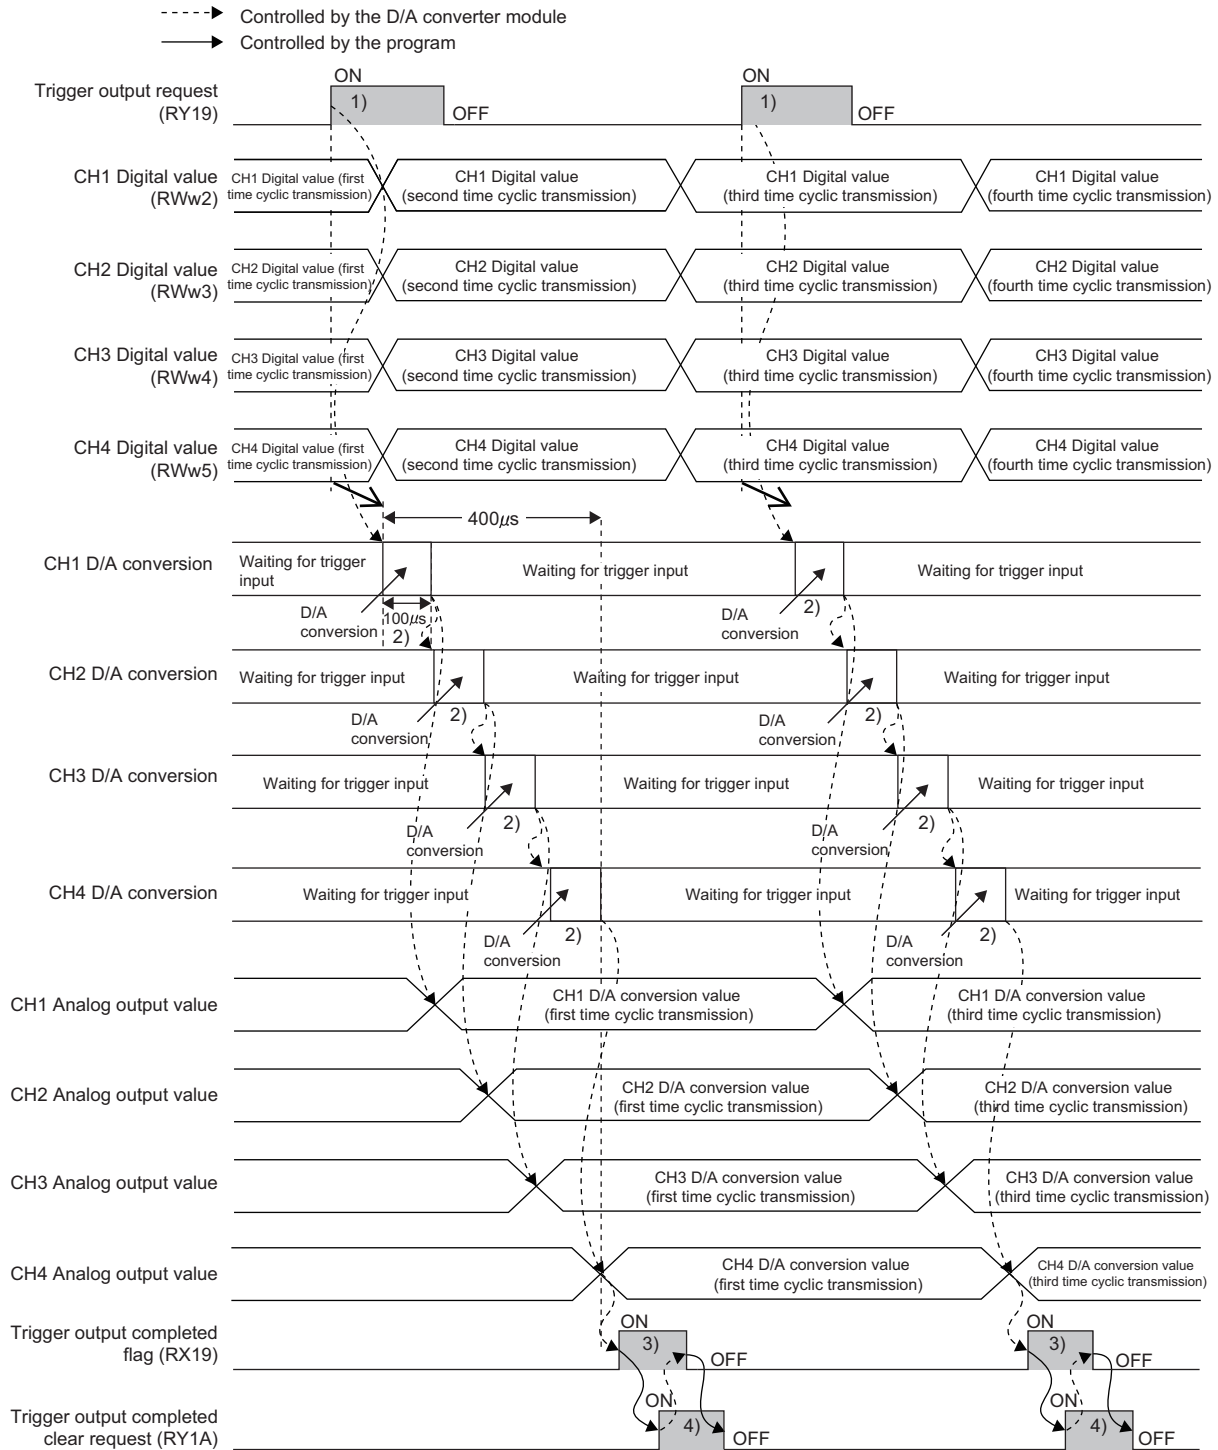 Controlled by the D/A converter module
Controlled by the program
ON
ON
Trigger output request
(RY19)
1)
OFF
1)
OFF
CH1 Digital value
(RWw2)
CH1 Digital value (first
time cyclic transmission)
CH1 Digital value
(second time cyclic transmission)
CH1 Digital value
(third time cyclic transmission)
CH1 Digital value
(fourth time cyclic transmission)
CH2 Digital value
(RWw3)
CH2 Digital value (first
time cyclic transmission)
CH2 Digital value
(second time cyclic transmission)
CH2 Digital value
(third time cyclic transmission)
CH2 Digital value
(fourth time cyclic transmission)
CH3 Digital value
(RWw4)
CH3 Digital value (first
time cyclic transmission)
CH3 Digital value
(second time cyclic transmission)
CH3 Digital value
(third time cyclic transmission)
CH3 Digital value
(fourth time cyclic transmission)
CH4 Digital value
(RWw5)
CH4 Digital value (first
time cyclic transmission)
CH4 Digital value
(second time cyclic transmission)
CH4 Digital value
(third time cyclic transmission)
CH4 Digital value
(fourth time cyclic transmission)
400μs
CH1 D/A conversion
Waiting for trigger
input
Waiting for trigger input
Waiting for trigger input
D/A
conversion
100μs
2)
D/A
conversion
2)
CH2 D/A conversion
Waiting for trigger input
Waiting for trigger input
Waiting for trigger input
D/A
conversion
2)
D/A
conversion
2)
CH3 D/A conversion
Waiting for trigger input
Waiting for trigger input
Waiting for trigger input
D/A
conversion
2)
D/A
conversion
2)
CH4 D/A conversion
Waiting for trigger input
Waiting for trigger input
Waiting for trigger input
D/A
conversion
2)
D/A
conversion
2)
CH1 Analog output value
CH1 D/A conversion value
(first time cyclic transmission)
CH1 D/A conversion value
(third time cyclic transmission)
CH2 Analog output value
CH2 D/A conversion value
(first time cyclic transmission)
CH2 D/A conversion value
(third time cyclic transmission)
CH3 Analog output value
CH3 D/A conversion value
(first time cyclic transmission)
CH3 D/A conversion value
(third time cyclic transmission)
CH4 Analog output value
CH4 D/A conversion value
(first time cyclic transmission)
CH4 D/A conversion value
(third time cyclic transmission)
Trigger output completed
flag (RX19)
ON
3)
OFF
ON
3)
OFF
Trigger output completed
clear request (RY1A)
ON
4)
OFF
ON
4)
OFF